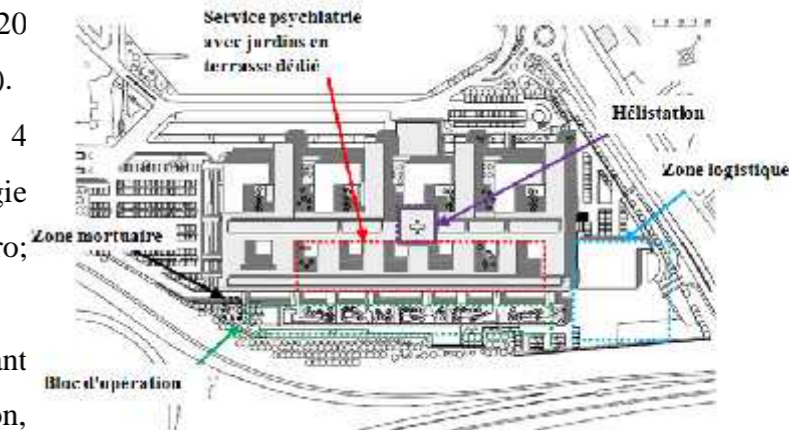 20
Service psychiatrie
avec jardins en
terrasse dédié
).
4
Hélistation
gie
Zone logistique
Zone mortuaire
ro;
ant
Bloc d'opération
on,